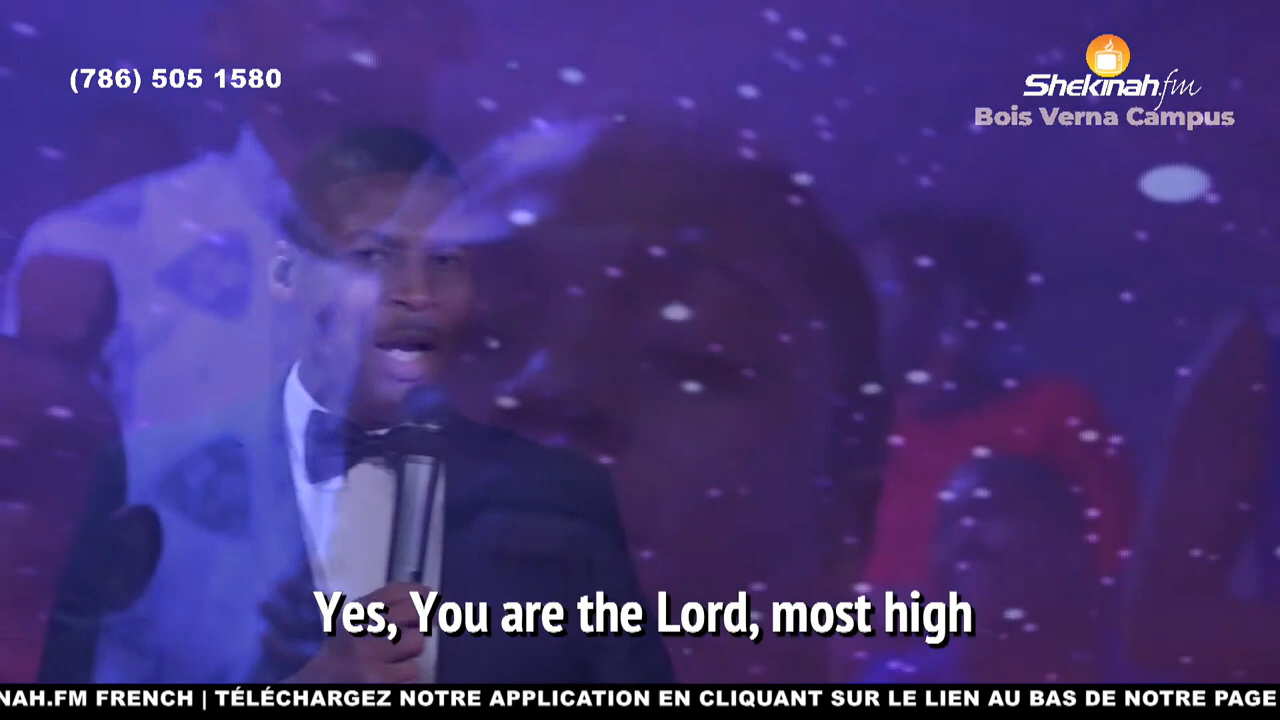 (786) 505 1580
Shekinah.fm
Bois Verna Campus
Yes, You are the Lord, most high
NAH.FM FRENCH | TÉLÉCHARGEZ NOTRE APPLICATION EN CLIQUANT SUR LE LIEN AU BAS DE NOTRE PAGE